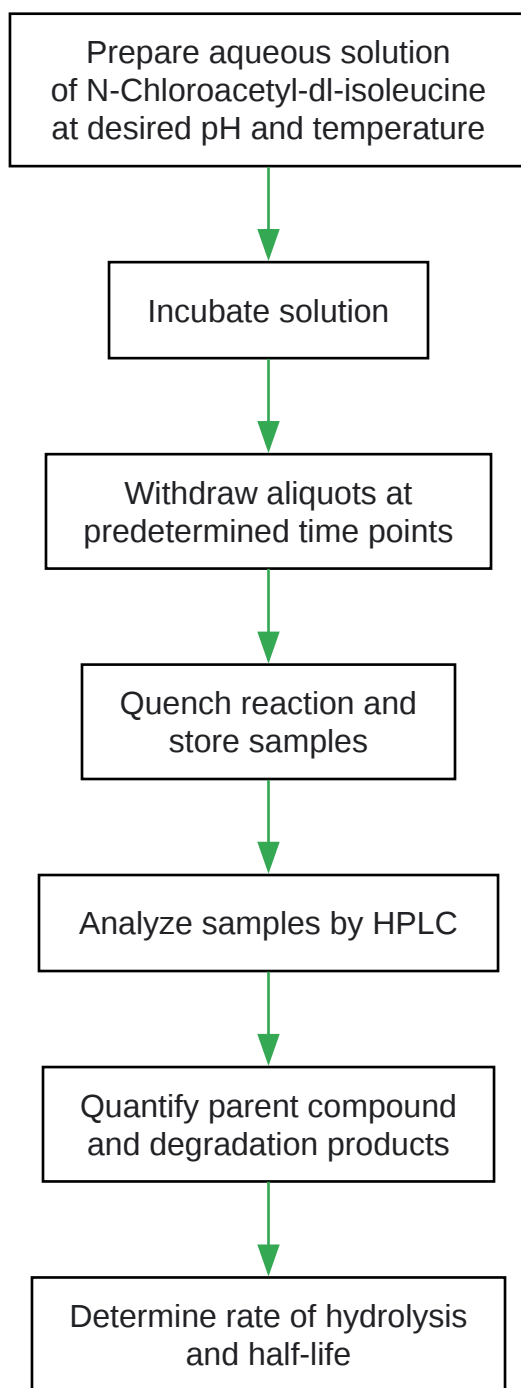 Prepare aqueous solution
of N-Chloroacetyl-dl-isoleucine
at desired pH and temperature
Incubate solution
Withdraw aliquots at
predetermined time points
Quench reaction and
store samples
Analyze samples by HPLC
Quantify parent compound
and degradation products
Determine rate of hydrolysis
and half-life